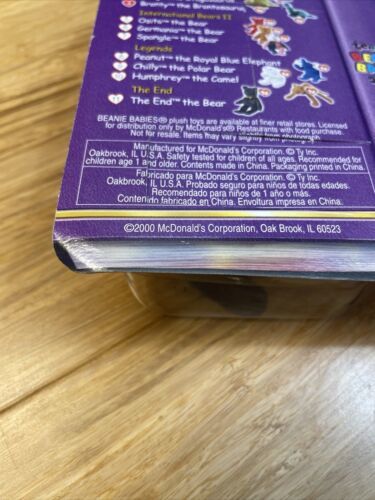 Bronty™ the Brontosaurus
International Bears II
Osito™ the Bear
Germania™ the Bear
Spangle™ the Bear
Legends
Peanut™ the Royal Blue Elephant
Chilly™ the Polar Bear
Humphrey™ the Camel
The End
11 The End™ the Bear
BEANIE BABIES® plush toys are available at finer retail stores. Licensed
for distribution only by McDonald's® Restaurants with food purchase.
Not for resale. Items may vary slightly from photograph.
Manufactured for McDonald's Corporation. © Ty Inc.
Oakbrook, IL U.S.A. Safety tested for children of all ages. Recommended for
children age 1 and older. Contents made in China. Packaging printed in China.
Fabricado para McDonald's Corporation. © Ty Inc.
Oakbrook, IL U.S.A. Probado seguro para niños de todas edades.
Recomendado para niños de 1 año o más.
Contenido fabricado en China. Envoltura impresa en China.
©2000 McDonald's Corporation, Oak Brook, IL 60523